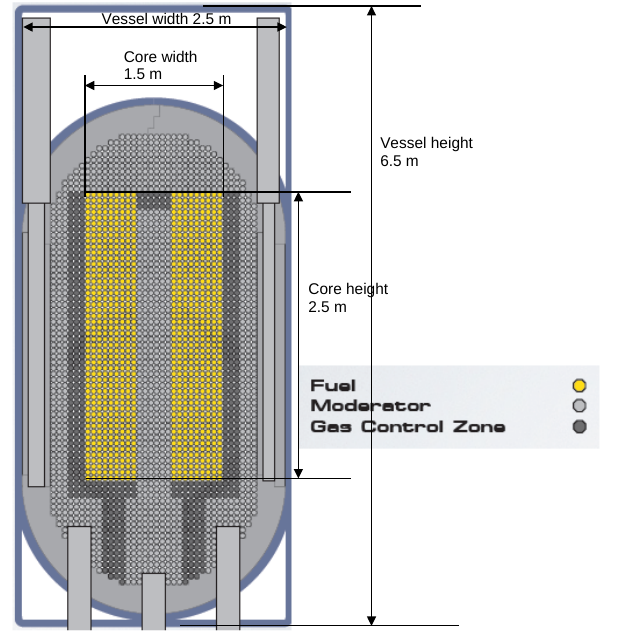 Vessel width 2.5 m
Core width
1.5 m
Vessel height
6.5 m
Core height
2.5 m
Fuel
Moderator
Gas Control Zone